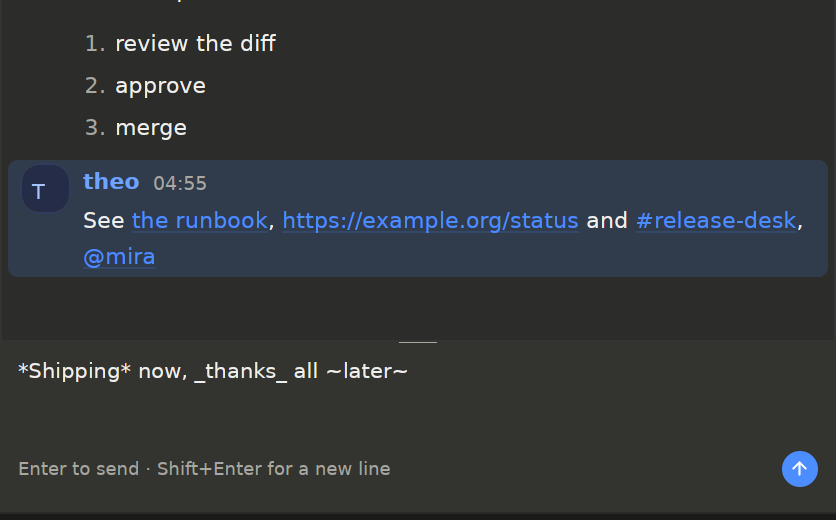 1. review the diff
2. approve
3. merge
T
theo 04:55
See the runbook, https://example.org/status and #release-desk,
@mira
*Shipping* now, _thanks_ all ~later~
Enter to send · Shift+Enter for a new line